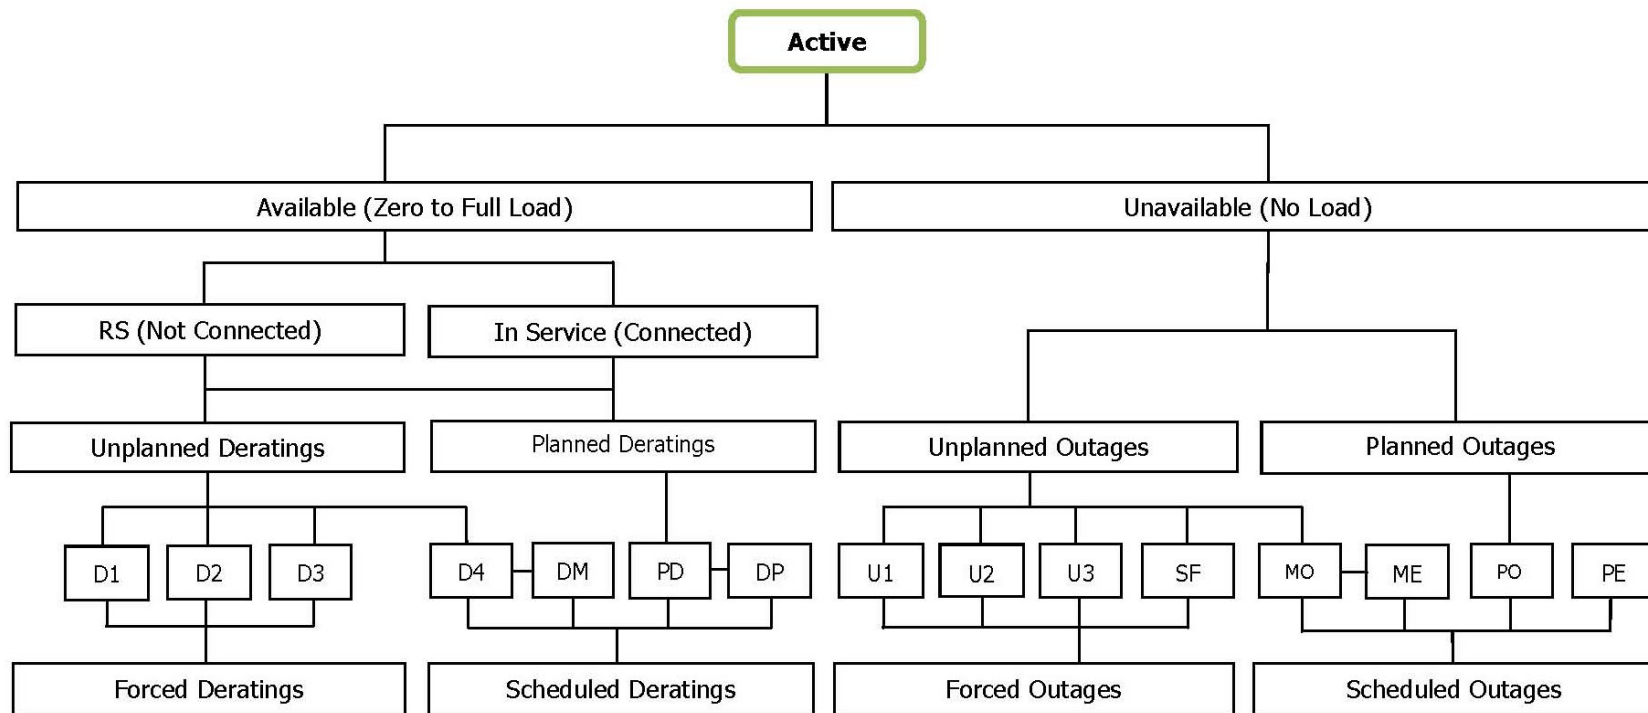 Active
Available (Zero to Full Load)
Unavailable (No Load)
RS (Not Connected)
In Service (Connected)
Unplanned Deratings
Planned Deratings
Unplanned Outages
Planned Outages
D1
D2
D3
D4
DM
PD
DP
U1
U2
U3
SF
MO
ME
PO
PE
Forced Deratings
Scheduled Deratings
Forced Outages
Scheduled Outages